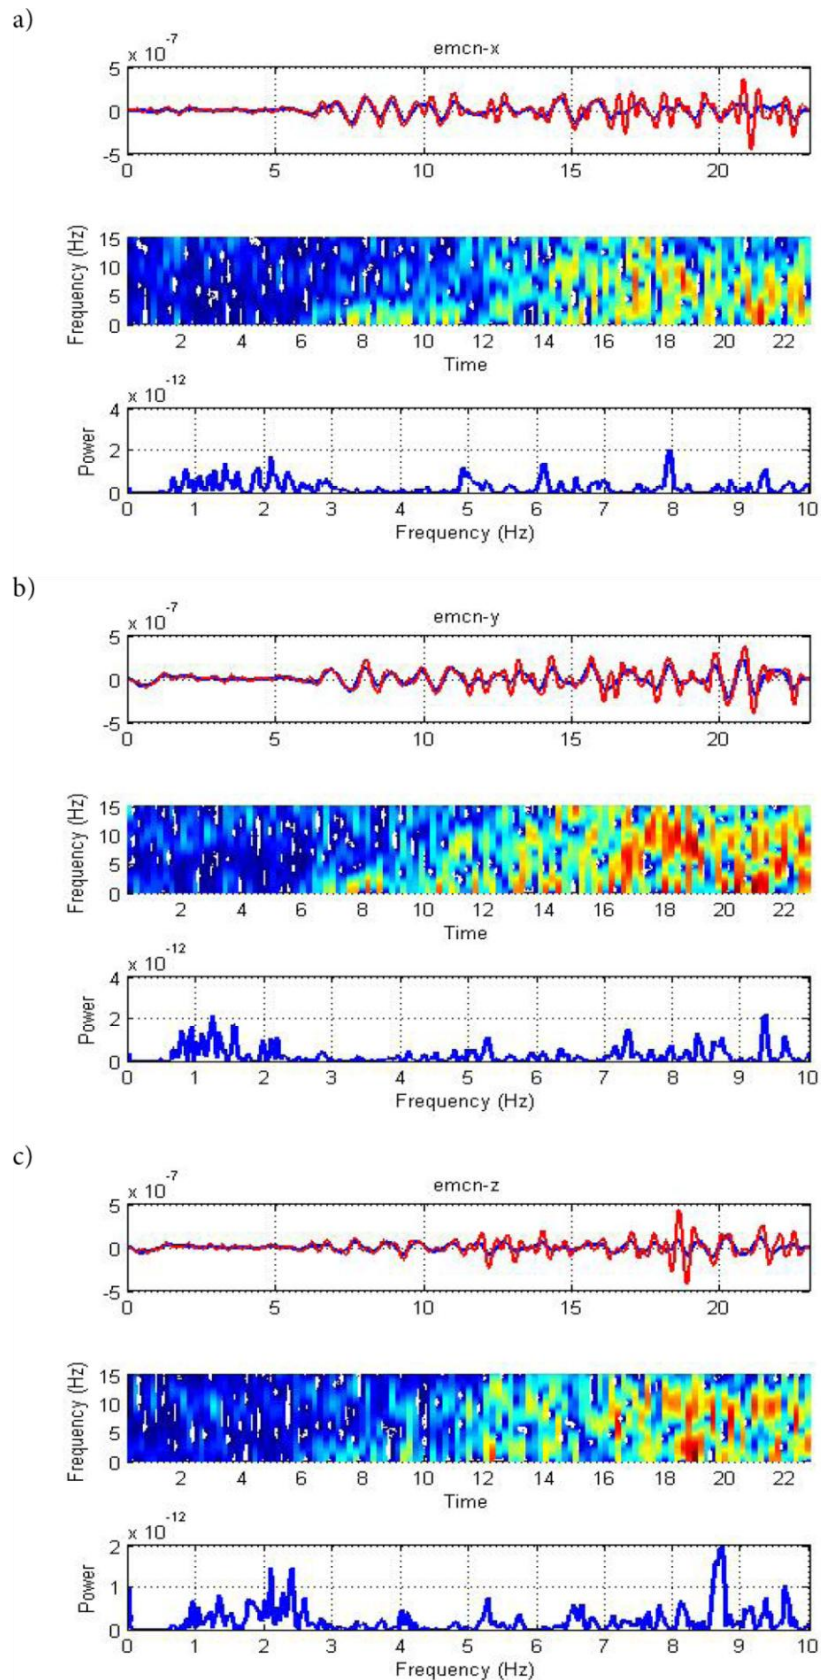 a)
x 10^-7
emcn-x
5
0
-5
0 5 10 15 20
Frequency (Hz)
15
10
5
0
2 4 6 8 10 12 14 16 18 20 22
Time
x 10^-12
Power
4
2
0
0 1 2 3 4 5 6 7 8 9 10
Frequency (Hz)
b)
x 10^-7
emcn-y
5
0
-5
0 5 10 15 20
Frequency (Hz)
15
10
5
0
2 4 6 8 10 12 14 16 18 20 22
Time
x 10^-12
Power
4
2
0
0 1 2 3 4 5 6 7 8 9 10
Frequency (Hz)
c)
x 10^-7
emcn-z
5
0
-5
0 5 10 15 20
Frequency (Hz)
15
10
5
0
2 4 6 8 10 12 14 16 18 20 22
Time
x 10^-12
Power
2
1
0
0 1 2 3 4 5 6 7 8 9 10
Frequency (Hz)